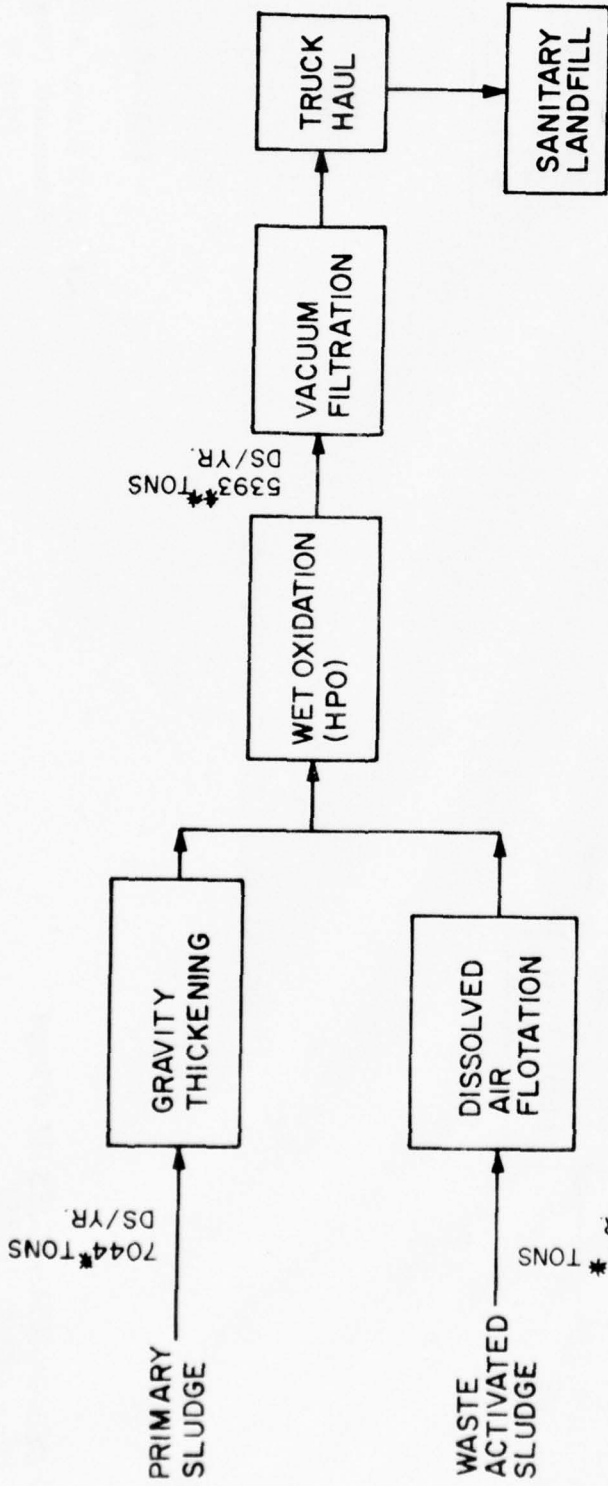 PRIMARY
SLUDGE
7044* TONS
DS/YR.
GRAVITY
THICKENING
WASTE
ACTIVATED
SLUDGE
* TONS
DISSOLVED
AIR
FLOTATION
WET OXIDATION
(HPO)
5393** TONS
DS/YR.
VACUUM
FILTRATION
TRUCK
HAUL
SANITARY
LANDFILL